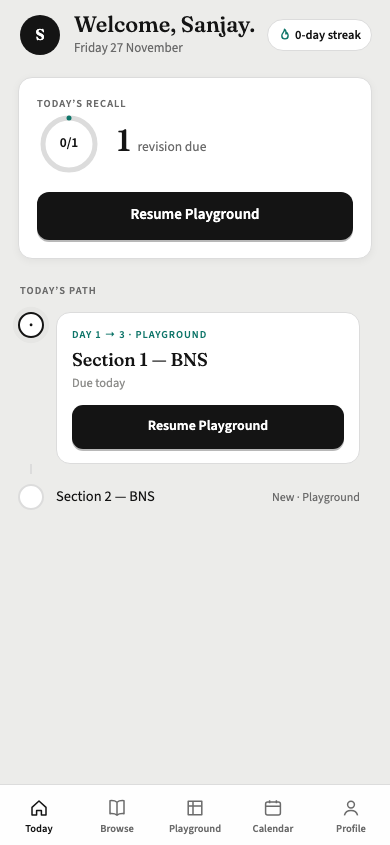 S
Welcome, Sanjay.
Friday 27 November
0-day streak
TODAY'S RECALL
0/1
1 revision due
Resume Playground
TODAY'S PATH
DAY 1 → 3 · PLAYGROUND
Section 1 — BNS
Due today
Resume Playground
Section 2 — BNS
New · Playground
Today
Browse
Playground
Calendar
Profile